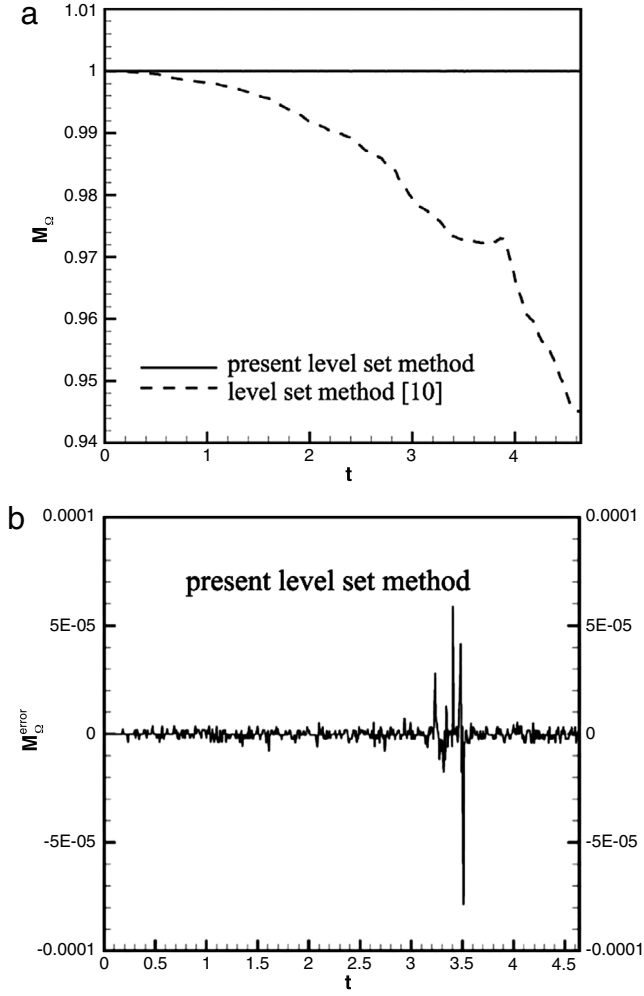 a
1.01
1
0.99
0.98
0.97
0.96
0.95
0.94
M_Ω
present level set method
level set method [10]
0 1 2 3 4
t
b
0.0001 0.0001
present level set method
5E-05 5E-05
0 0
M_Ω^error
-5E-05 -5E-05
-0.0001 -0.0001
0 0.5 1 1.5 2 2.5 3 3.5 4 4.5
t